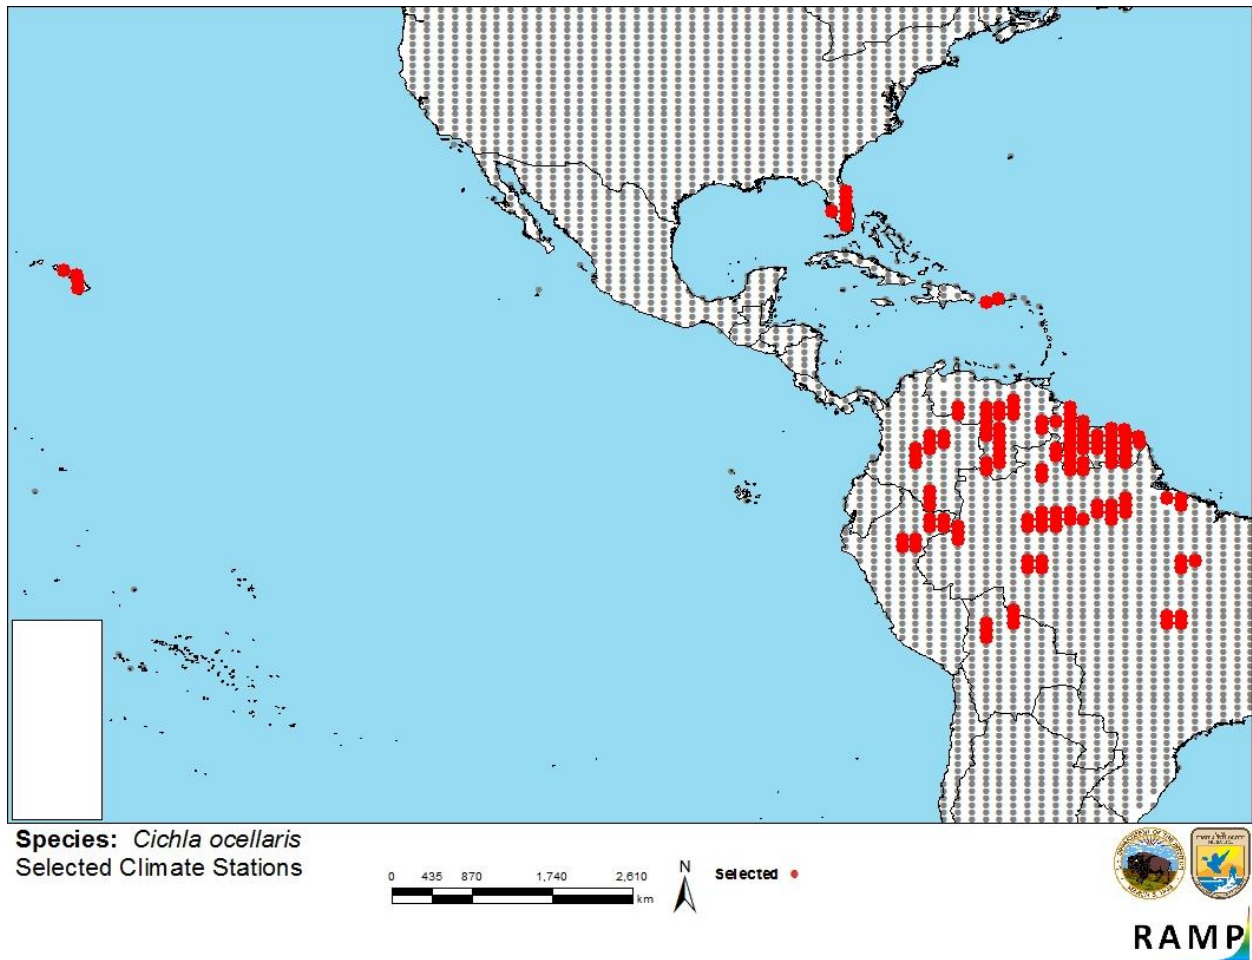 Species: Cichla ocellaris
Selected Climate Stations
0 435 870 1,740 2,610
km
N
Selected
RAMP